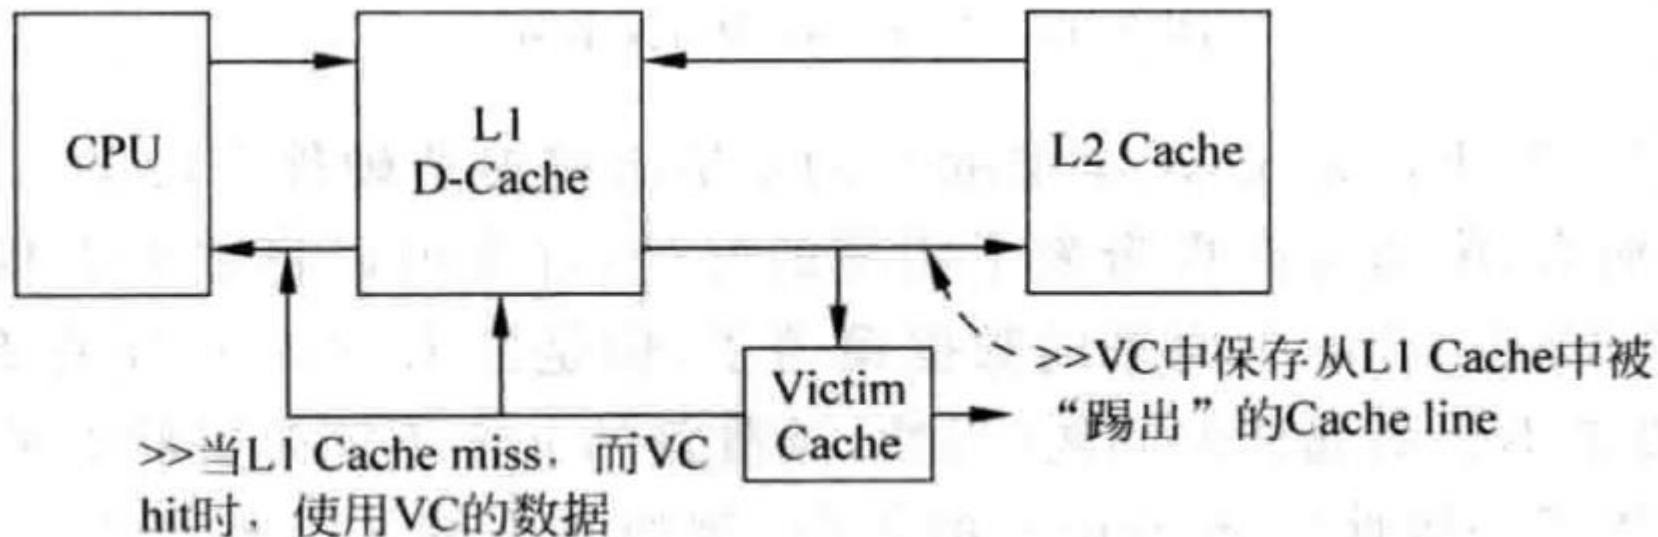 CPU
L1
D-Cache
L2 Cache
Victim
Cache
>>VC中保存从L1 Cache中被
“踢出”的Cache line
>>当L1 Cache miss,而VC
hit时,使用VC的数据